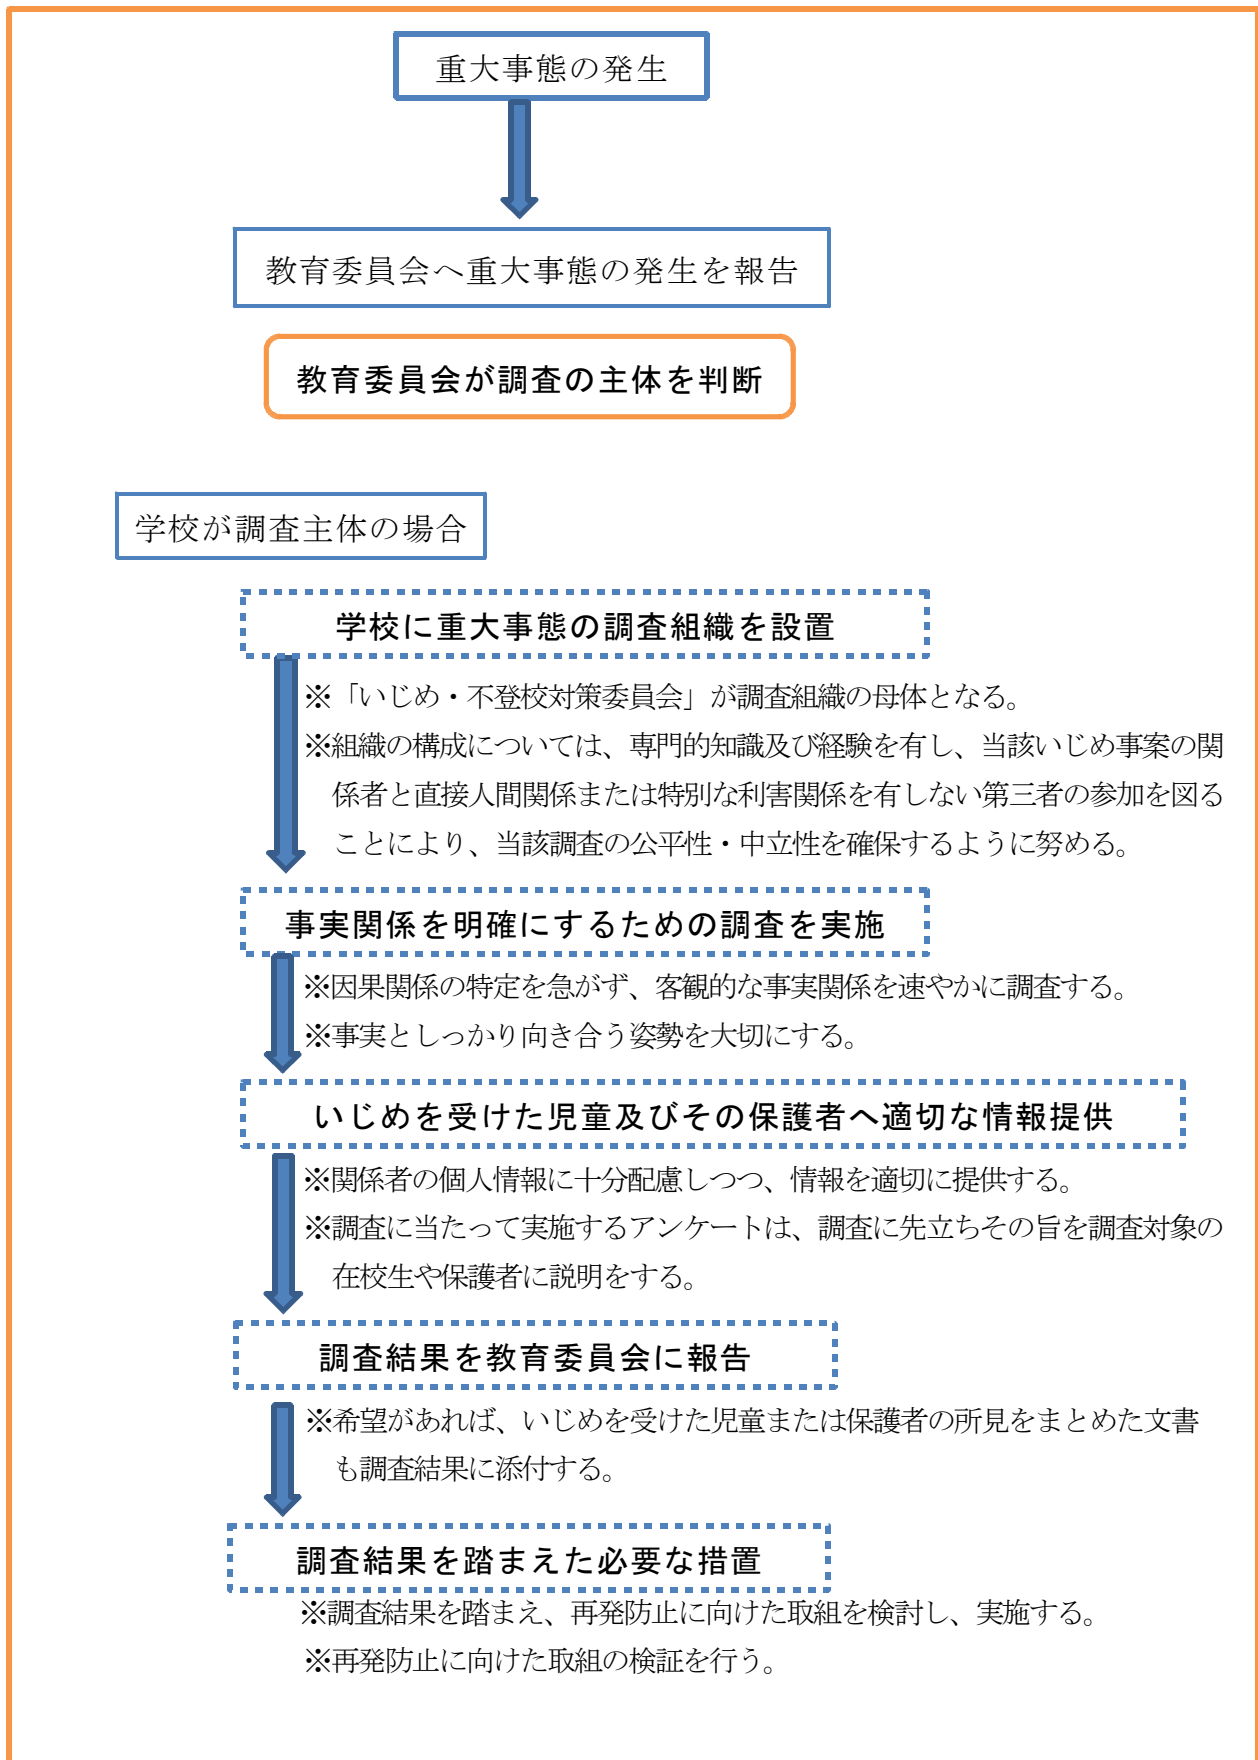 重大事態の発生
教育委員会へ重大事態の発生を報告
教育委員会が調査の主体を判断
学校が調査主体の場合
学校に重大事態の調査組織を設置
※「いじめ・不登校対策委員会」が調査組織の母体となる。
※組織の構成については、専門的知識及び経験を有し、当該いじめ事案の関
係者と直接人間関係または特別な利害関係を有しない第三者の参加を図る
ことにより、当該調査の公平性・中立性を確保するように努める。
事実関係を明確にするための調査を実施
※因果関係の特定を急がず、客観的な事実関係を速やかに調査する。
※事実としっかり向き合う姿勢を大切にする。
いじめを受けた児童及びその保護者へ適切な情報提供
※関係者の個人情報に十分配慮しつつ、情報を適切に提供する。
※調査に当たって実施するアンケートは、調査に先立ちその旨を調査対象の
在校生や保護者に説明をする。
調査結果を教育委員会に報告
※希望があれば、いじめを受けた児童または保護者の所見をまとめた文書
も調査結果に添付する。
調査結果を踏まえた必要な措置
※調査結果を踏まえ、再発防止に向けた取組を検討し、実施する。
※再発防止に向けた取組の検証を行う。